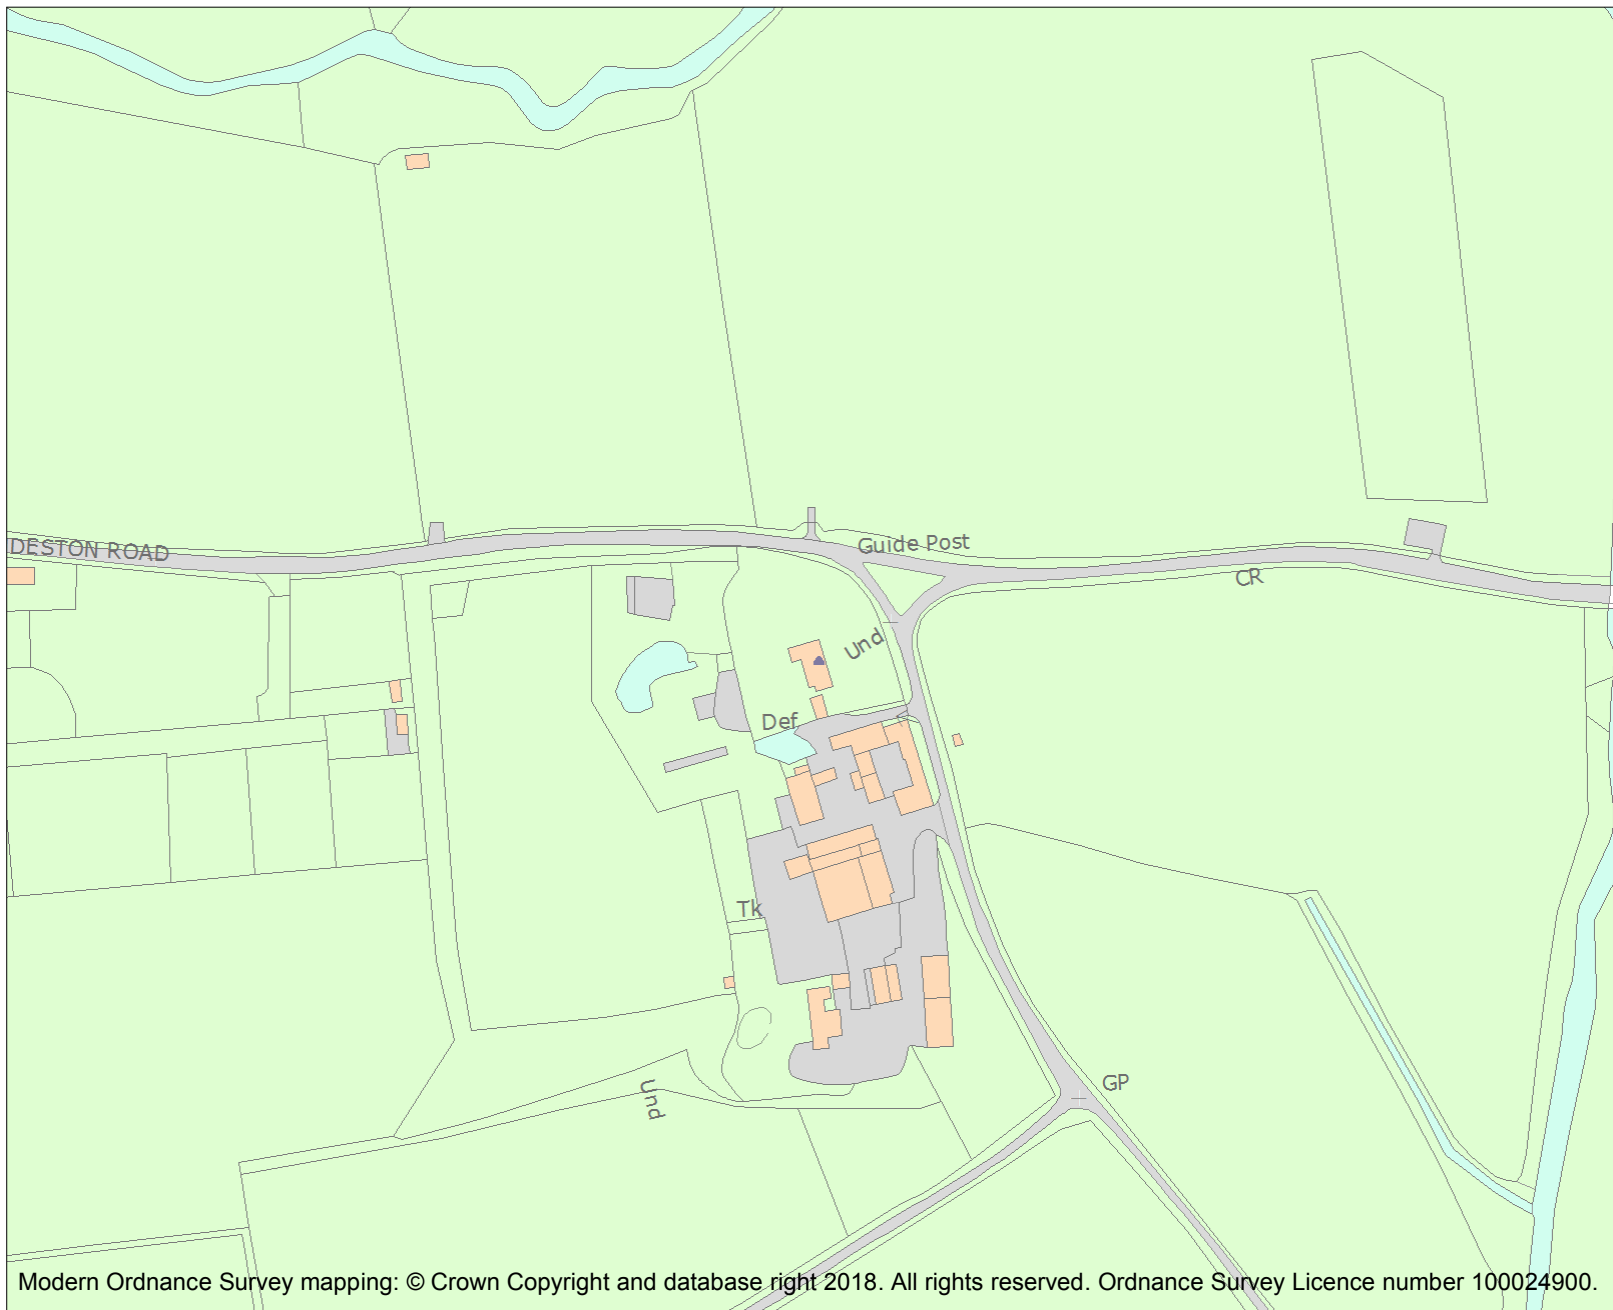 DESTON ROAD
Guide Post
CR
Und
Def
Tk
Und
GP
Modern Ordnance Survey mapping: © Crown Copyright and database right 2018. All rights reserved. Ordnance Survey Licence number 100024900.